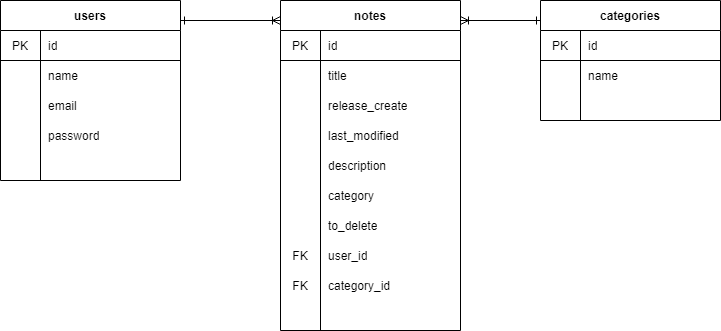 users
PK id
name
email
password
notes
PK id
title
release_create
last_modified
description
category
to_delete
FK user_id
FK category_id
categories
PK id
name